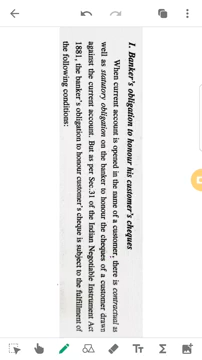 I. Banker's obligation to honour his customer's cheques
When current account is opened in the name of a customer, there is contractual as
well as statutory obligation on the banker to honour the cheques of a customer drawn
against the current account. But as per Sec.31 of the Indian Negotiable Instrument Act
1881, the banker's obligation to honour customer's cheque is subject to the fulfillment of
the following conditions: